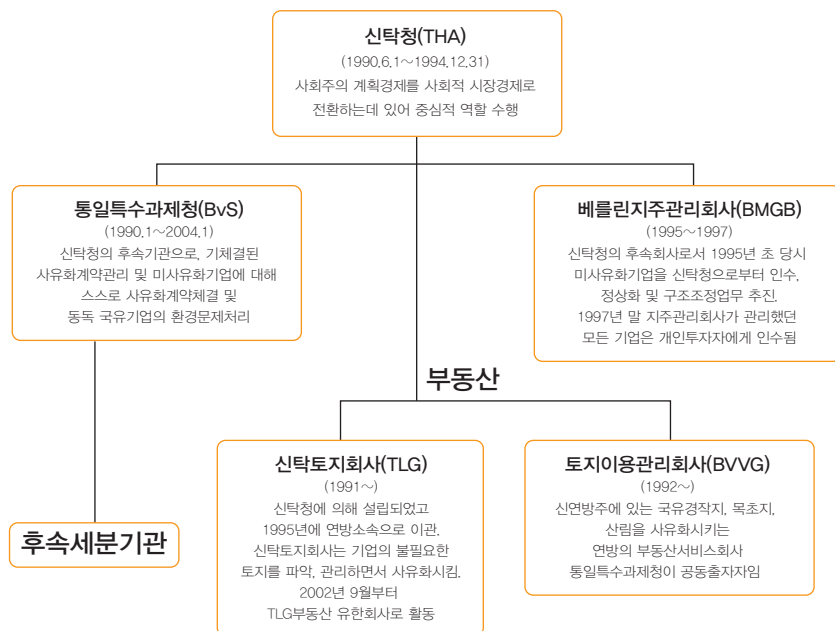 신탁청(THA)
(1990.6.1~1994.12.31)
사회주의 계획경제를 사회적 시장경제로
전환하는데 있어 중심적 역할 수행
통일특수과제청(BvS)
(1990.1~2004.1)
신탁청의 후속기관으로, 기체결된
사유화계약관리 및 미사유화기업에 대해
스스로 사유화계약체결 및
동독 국유기업의 환경문제처리
베를린지주관리회사(BMGB)
(1995~1997)
신탁청의 후속회사로서 1995년 초 당시
미사유화기업을 신탁청으로부터 인수,
정상화 및 구조조정업무 추진.
1997년 말 지주관리회사가 관리했던
모든 기업은 개인투자자에게 인수됨
부동산
신탁토지회사(TLG)
(1991~)
신탁청에 의해 설립되었고
1995년에 연방소속으로 이관.
신탁토지회사는 기업의 불필요한
토지를 파악, 관리하면서 사유화시킴.
2002년 9월부터
TLG부동산 유한회사로 활동
토지이용관리회사(BVVG)
(1992~)
신연방주에 있는 국유경작지, 목초지,
산림을 사유화시키는
연방의 부동산서비스회사
통일특수과제청이 공동출자자임
후속세분기관